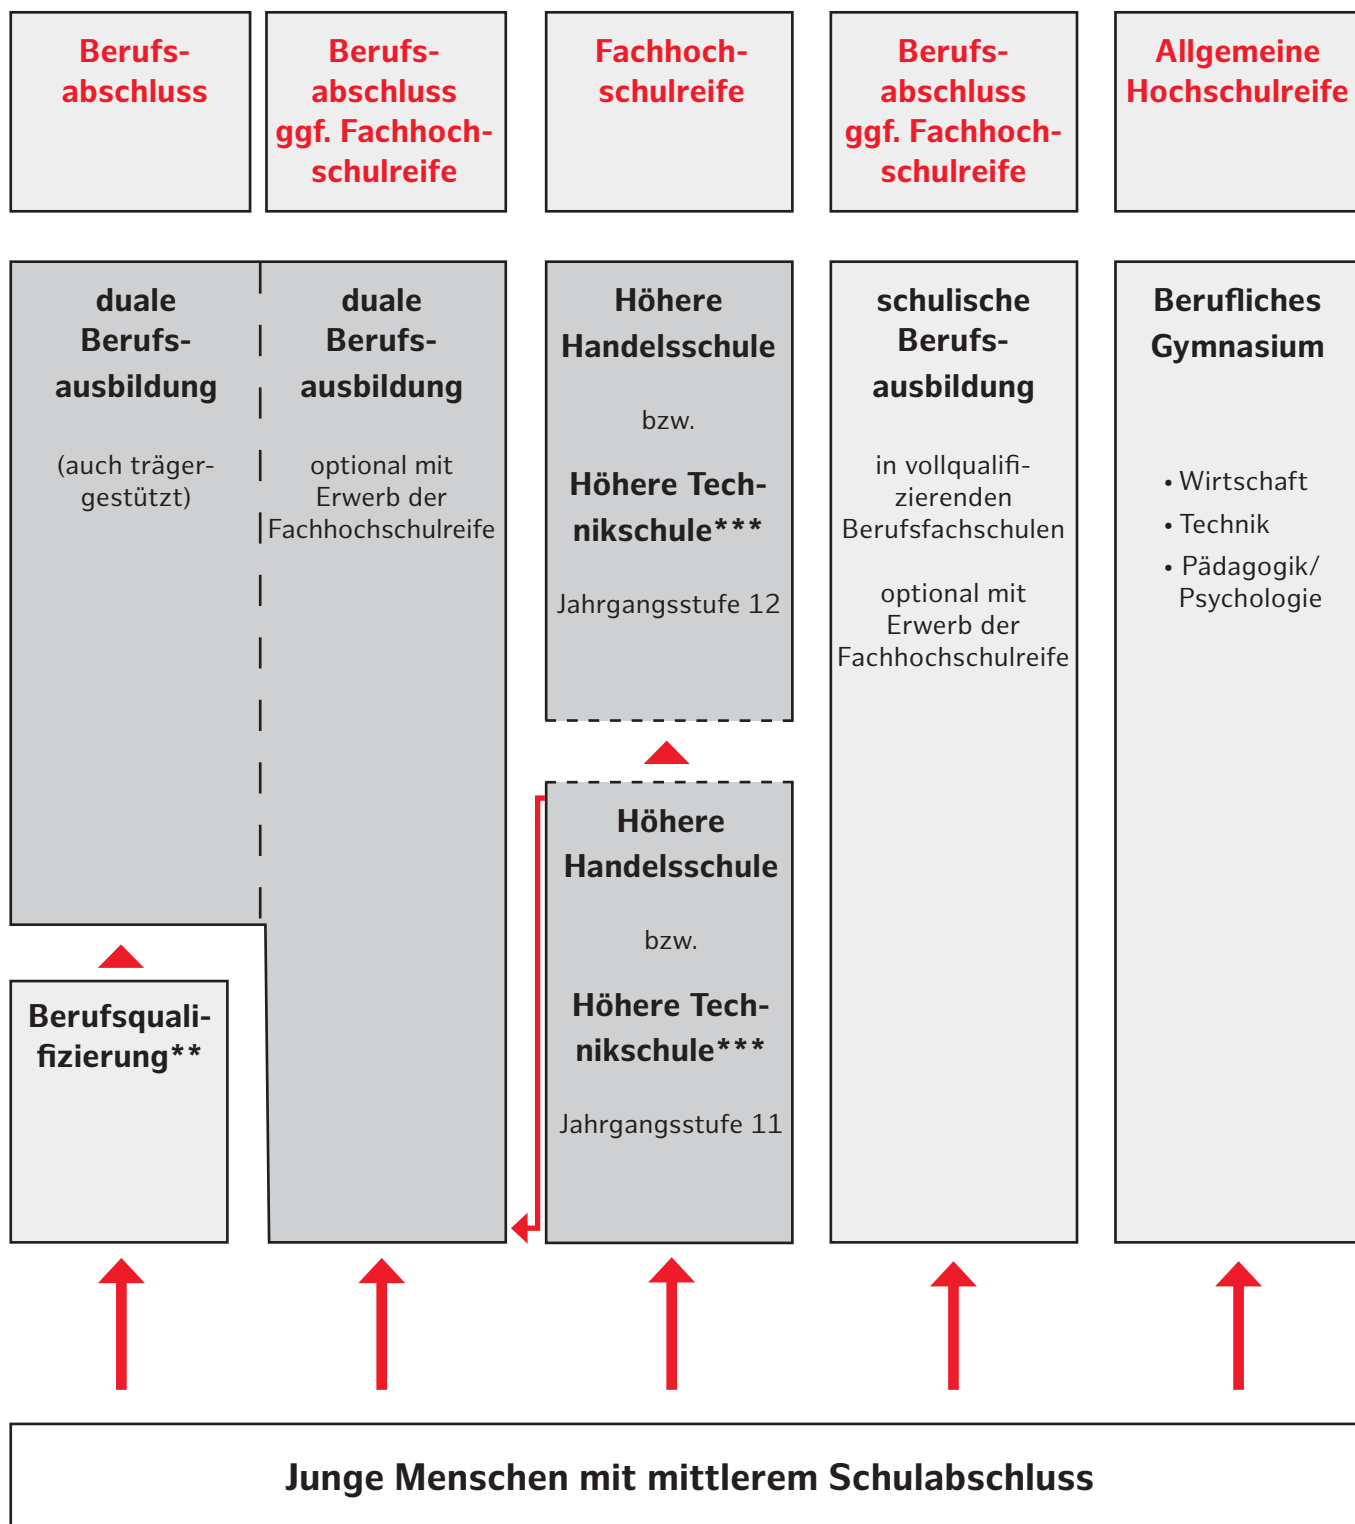 Berufs-
abschluss
Berufs-
abschluss
ggf. Fachhoch-
schulreife
Fachhoch-
schulreife
Berufs-
abschluss
ggf. Fachhoch-
schulreife
Allgemeine
Hochschulreife
duale
Berufs-
ausbildung
(auch träger-
gestützt)
duale
Berufs-
ausbildung
optional mit
Erwerb der
Fachhochschulreife
Höhere
Handelsschule
bzw.
Höhere Tech-
nikschule***
Jahrgangsstufe 12
schulische
Berufs-
ausbildung
in vollqualifi-
zierenden
Berufsfachschulen
optional mit
Erwerb der
Fachhochschulreife
Berufliches
Gymnasium
• Wirtschaft
• Technik
• Pädagogik/
Psychologie
Höhere
Handelsschule
bzw.
Höhere Tech-
nikschule***
Jahrgangsstufe 11
Berufsquali-
fizierung**
Junge Menschen mit mittlerem Schulabschluss